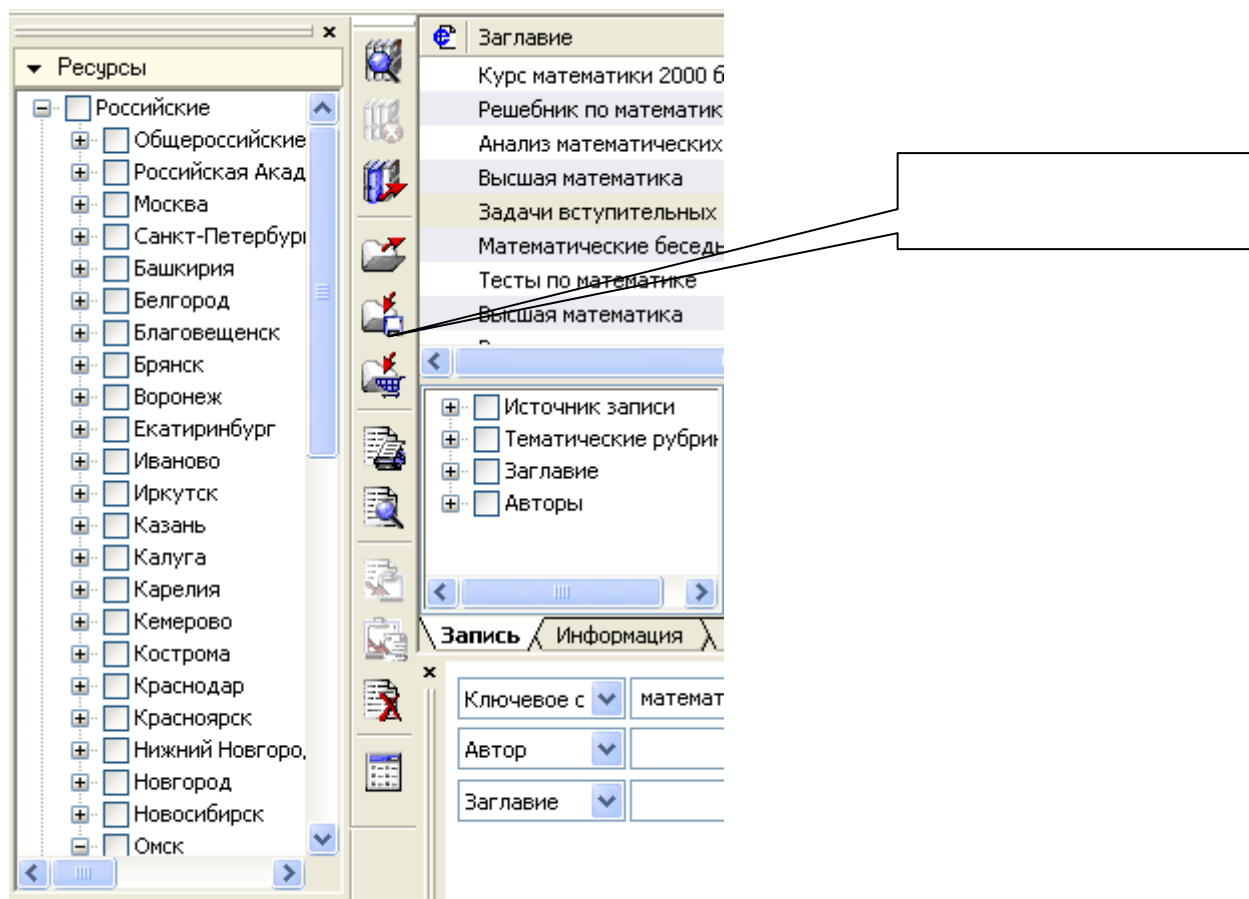 Ресурсы
Российские
Общероссийские
Российская Акад
Москва
Санкт-Петербур
Башкирия
Белгород
Благовещенск
Брянск
Воронеж
Екатиринбург
Иваново
Иркутск
Казань
Калуга
Карелия
Кемерово
Кострома
Краснодар
Красноярск
Нижний Новгоро
Новгород
Новосибирск
Омск
Заглавие
Курс математики 2000 б
Решебник по математик
Анализ математических
Высшая математика
Задачи вступительных
Математические бесед
Тесты по математике
Высшая математика
Источник записи
Тематические рубри
Заглавие
Авторы
Запись
Информация
Ключевое с
математ
Автор
Заглавие